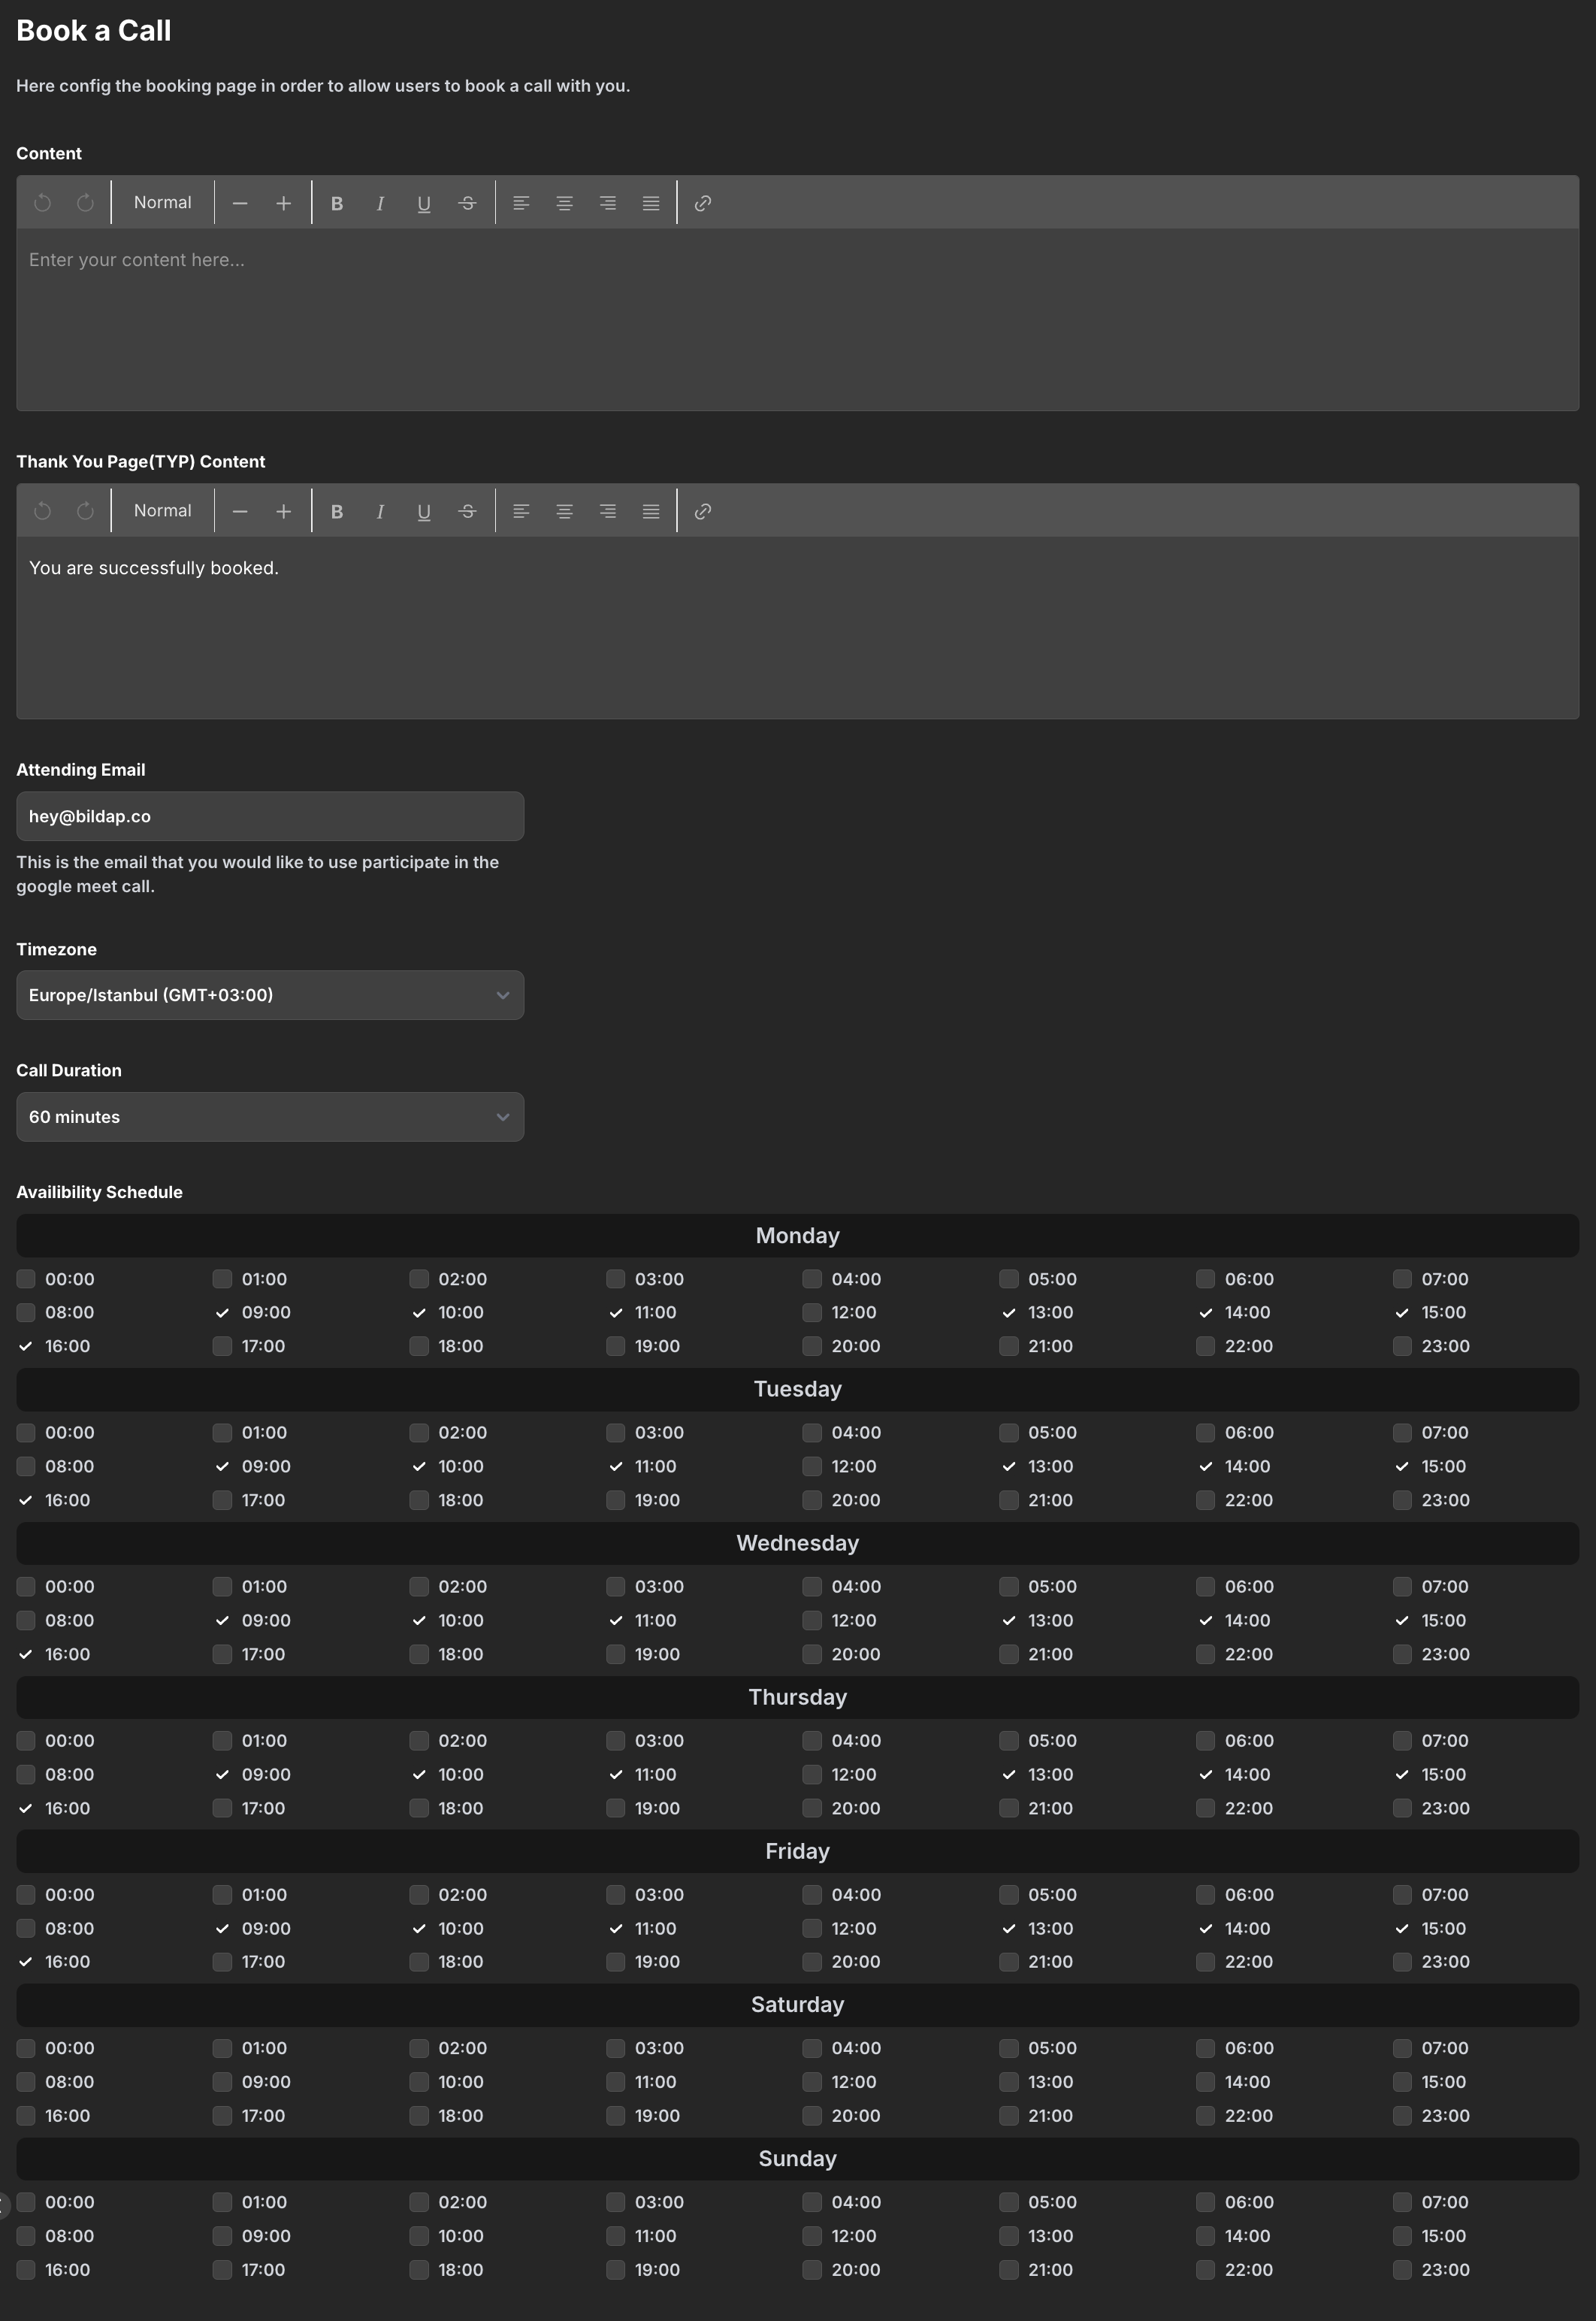 Book a Call
Here config the booking page in order to allow users to book a call with you.
Content
Normal B I U S
Enter your content here...
Thank You Page(TYP) Content
Normal B I U S
You are successfully booked.
Attending Email
hey@bildap.co
This is the email that you would like to use participate in the
google meet call.
Timezone
Europe/Istanbul (GMT+03:00)
Call Duration
60 minutes
Availibility Schedule
Monday
00:00 01:00 02:00 03:00 04:00 05:00 06:00 07:00
08:00 09:00 10:00 11:00 12:00 13:00 14:00 15:00
16:00 17:00 18:00 19:00 20:00 21:00 22:00 23:00
Tuesday
00:00 01:00 02:00 03:00 04:00 05:00 06:00 07:00
08:00 09:00 10:00 11:00 12:00 13:00 14:00 15:00
16:00 17:00 18:00 19:00 20:00 21:00 22:00 23:00
Wednesday
00:00 01:00 02:00 03:00 04:00 05:00 06:00 07:00
08:00 09:00 10:00 11:00 12:00 13:00 14:00 15:00
16:00 17:00 18:00 19:00 20:00 21:00 22:00 23:00
Thursday
00:00 01:00 02:00 03:00 04:00 05:00 06:00 07:00
08:00 09:00 10:00 11:00 12:00 13:00 14:00 15:00
16:00 17:00 18:00 19:00 20:00 21:00 22:00 23:00
Friday
00:00 01:00 02:00 03:00 04:00 05:00 06:00 07:00
08:00 09:00 10:00 11:00 12:00 13:00 14:00 15:00
16:00 17:00 18:00 19:00 20:00 21:00 22:00 23:00
Saturday
00:00 01:00 02:00 03:00 04:00 05:00 06:00 07:00
08:00 09:00 10:00 11:00 12:00 13:00 14:00 15:00
16:00 17:00 18:00 19:00 20:00 21:00 22:00 23:00
Sunday
00:00 01:00 02:00 03:00 04:00 05:00 06:00 07:00
08:00 09:00 10:00 11:00 12:00 13:00 14:00 15:00
16:00 17:00 18:00 19:00 20:00 21:00 22:00 23:00